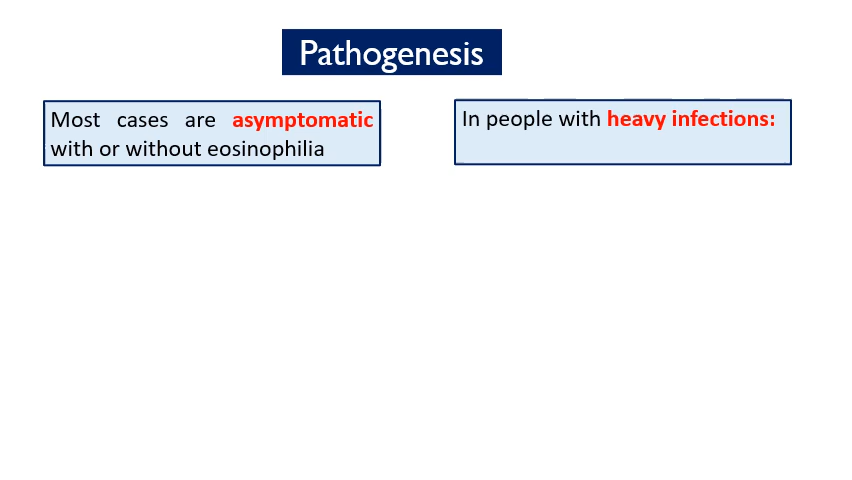 Pathogenesis
Most cases are asymptomatic
with or without eosinophilia
In people with heavy infections: